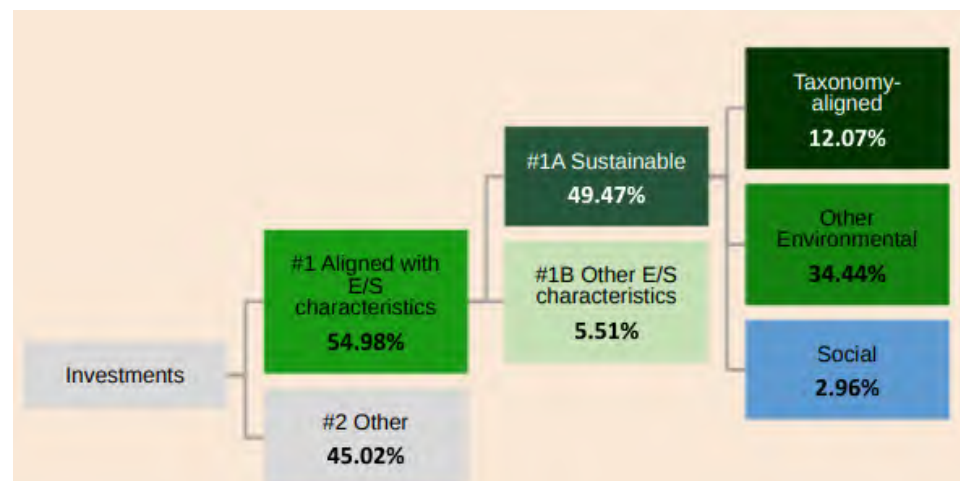 Investments
#1 Aligned with
E/S
characteristics
54.98%
#2 Other
45.02%
#1A Sustainable
49.47%
#1B Other E/S
characteristics
5.51%
Taxonomy-
aligned
12.07%
Other
Environmental
34.44%
Social
2.96%